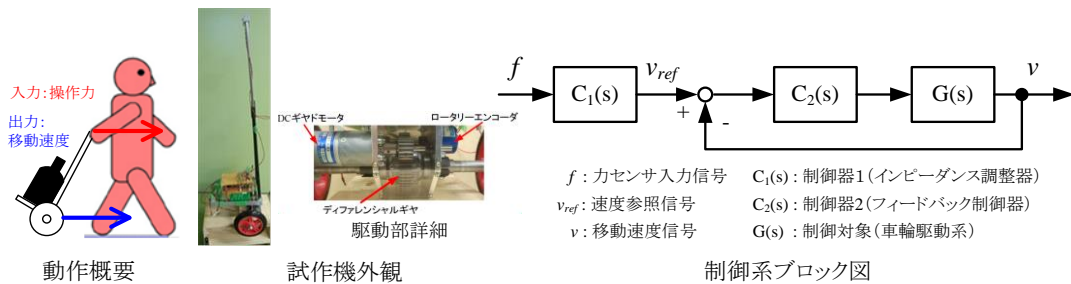 入力:操作力
出力:
移動速度
動作概要
試作機外観
DCギヤドモータ
ロータリーエンコーダ
ディファレンシャルギヤ
駆動部詳細
f
C₁(s)
v_ref
+
-
C₂(s)
G(s)
v
f : 力センサ入力信号
v_ref : 速度参照信号
v : 移動速度信号
C₁(s) : 制御器1(インピーダンス調整器)
C₂(s) : 制御器2(フィードバック制御器)
G(s) : 制御対象(車輪駆動系)
制御系ブロック図